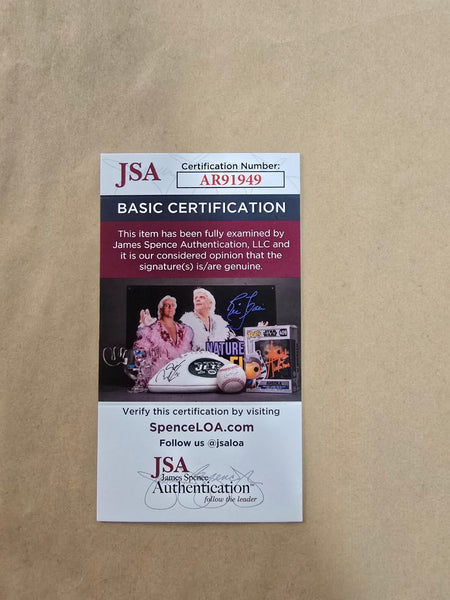 JSA
Certification Number:
AR91949
BASIC CERTIFICATION
This item has been fully examined by
James Spence Authentication, LLC and
it is our considered opinion that the
signature(s) is/are genuine.
NATURE
JETS
Verify this certification by visiting
SpenceLOA.com
Follow us @jsaloa
JSA
James Spence
Authentication™
follow the leader